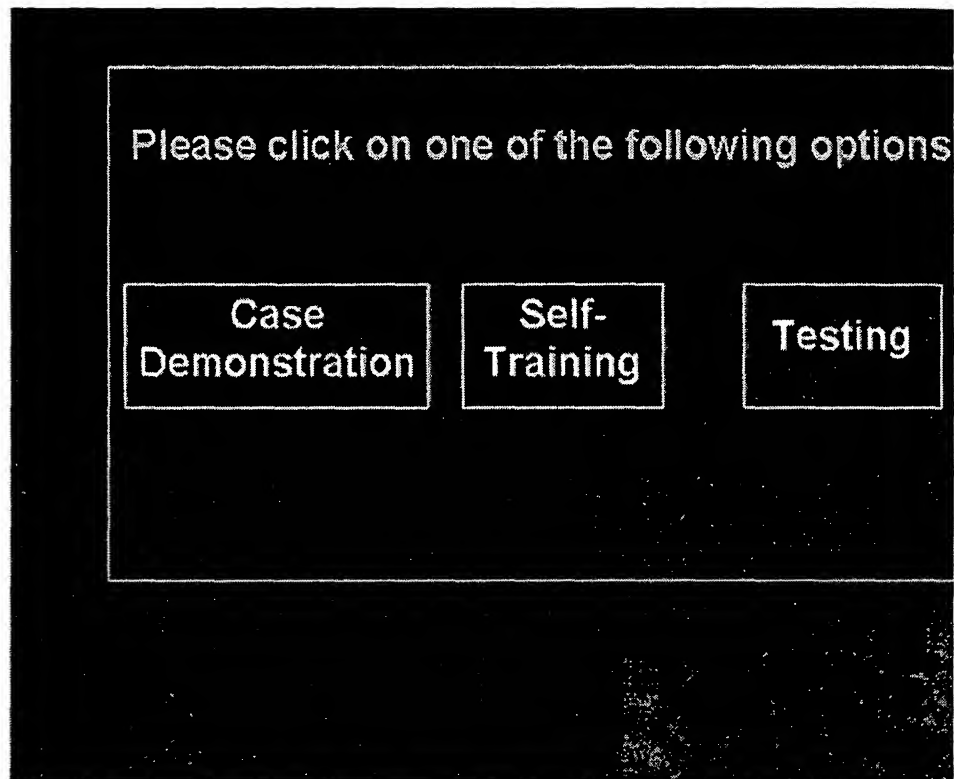 Please click on one of the following options
Case
Demonstration
Self-
Training
Testing